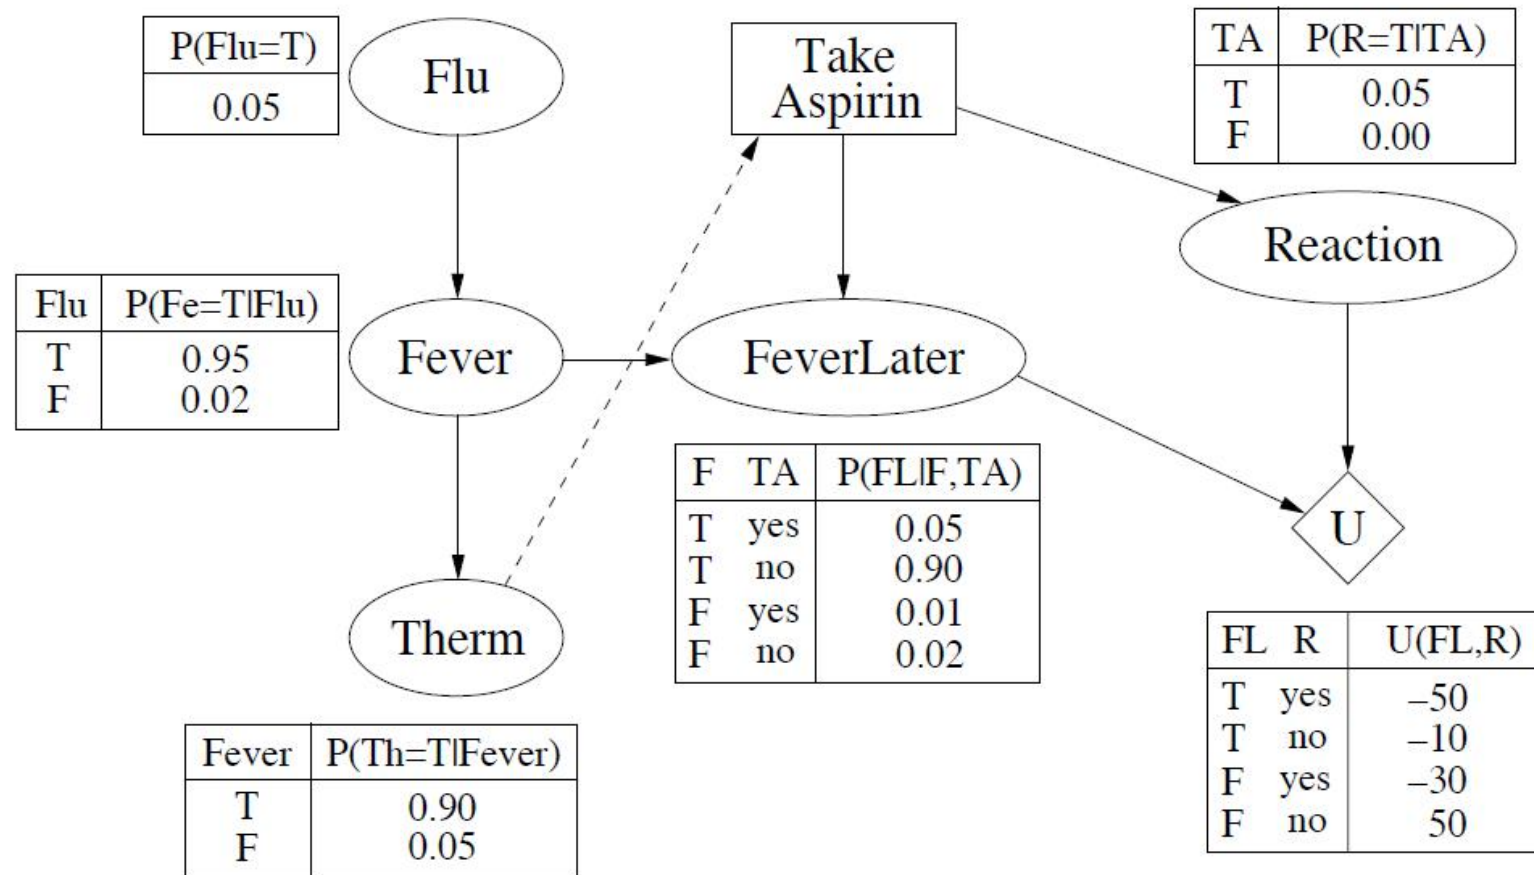 P(Flu=T)
0.05
Flu
Take
Aspirin
TA P(R=T|TA)
T 0.05
F 0.00
Reaction
Flu P(Fe=T|Flu)
T 0.95
F 0.02
Fever
FeverLater
F TA P(FL|F,TA)
T yes 0.05
T no 0.90
F yes 0.01
F no 0.02
U
Therm
FL R U(FL,R)
T yes –50
T no –10
F yes –30
F no 50
Fever P(Th=T|Fever)
T 0.90
F 0.05